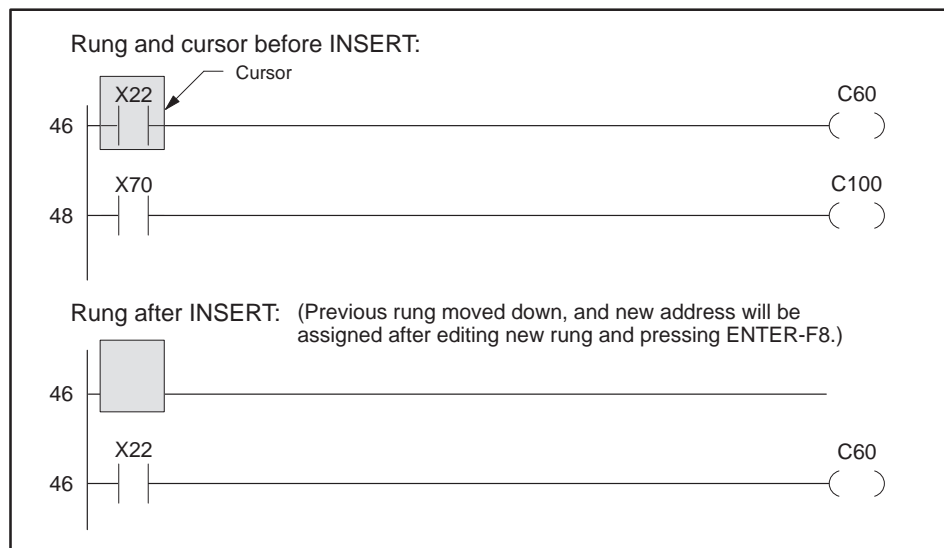 Rung and cursor before INSERT:
Cursor
X22
C60
46
X70
C100
48
Rung after INSERT: (Previous rung moved down, and new address will be
assigned after editing new rung and pressing ENTER-F8.)
46
X22
C60
46